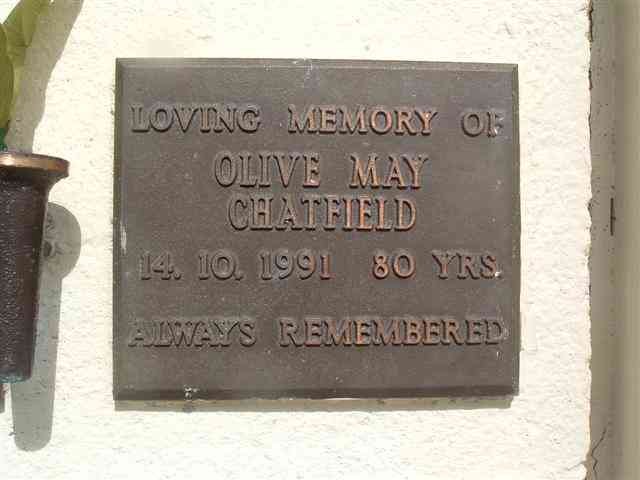 LOVING MEMORY OF
OLIVE MAY
CHATFIELD
14. 10. 1991 80 YRS.
ALWAYS REMEMBERED